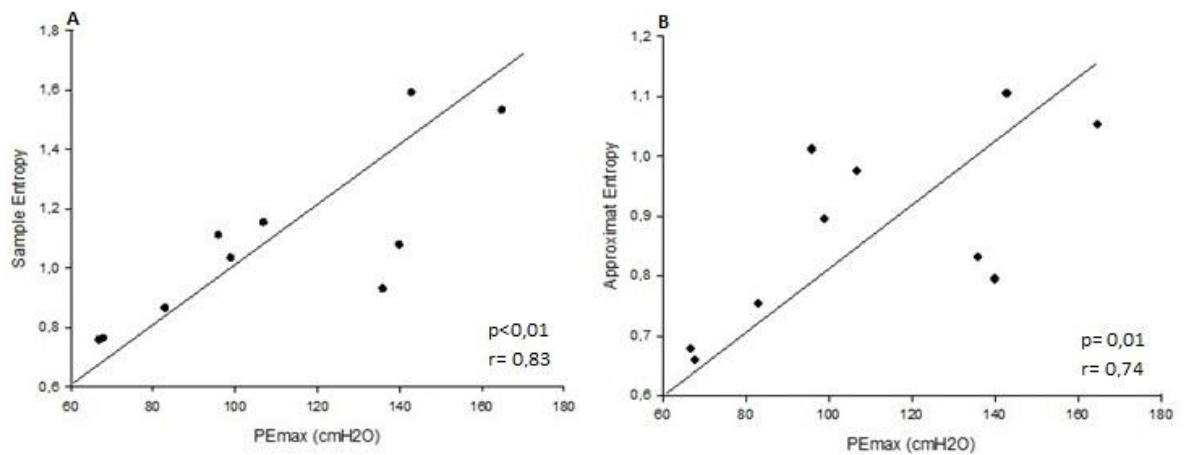 A
1,8
1,6
1,4
1,2
1,0
0,8
0,6
Sample Entropy
60 80 100 120 140 160 180
PEmax (cmH2O)
p<0,01
r= 0,83
B
1,2
1,1
1,0
0,9
0,8
0,7
0,6
Approximat Entropy
60 80 100 120 140 160 180
PEmax (cmH2O)
p= 0,01
r= 0,74